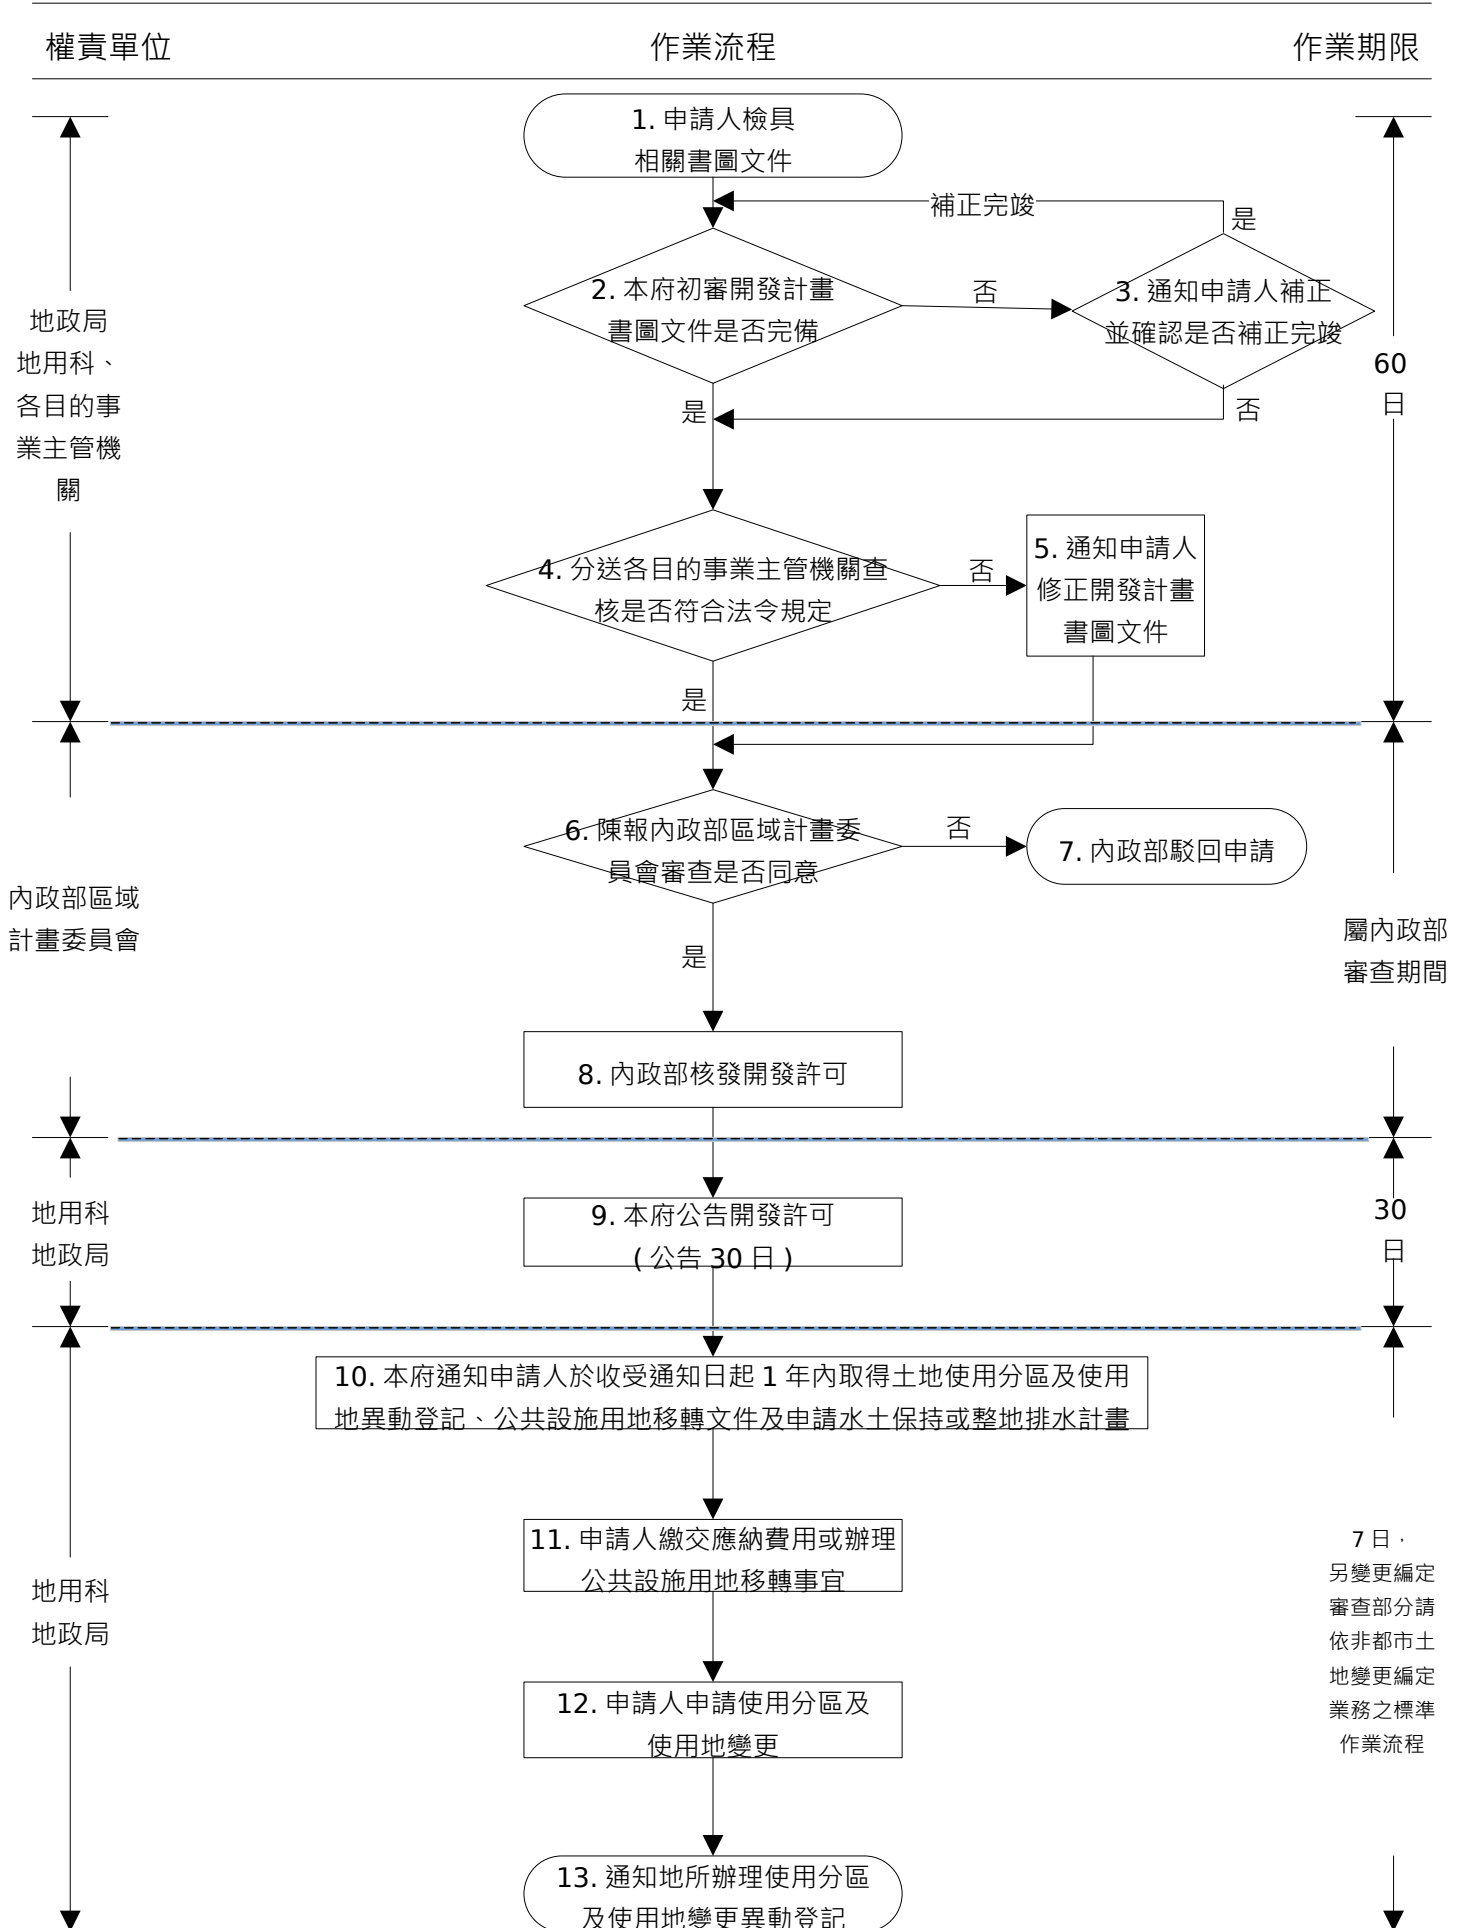 權責單位
作業流程
作業期限
1. 申請人檢具
相關書圖文件
補正完竣
是
2. 本府初審開發計畫
書圖文件是否完備
否
3. 通知申請人補正
並確認是否補正完竣
地政局
地用科、
各目的事
業主管機
關
60
日
是
否
4. 分送各目的事業主管機關查
核是否符合法令規定
否
5. 通知申請人
修正開發計畫
書圖文件
是
6. 陳報內政部區域計畫委
員會審查是否同意
否
7. 內政部駁回申請
內政部區域
計畫委員會
屬內政部
審查期間
是
8. 內政部核發開發許可
地用科
地政局
9. 本府公告開發許可
( 公告 30 日 )
30
日
10. 本府通知申請人於收受通知日起 1 年內取得土地使用分區及使用
地異動登記、公共設施用地移轉文件及申請水土保持或整地排水計畫
11. 申請人繳交應納費用或辦理
公共設施用地移轉事宜
地用科
地政局
7 日，
另變更編定
審查部分請
依非都市土
地變更編定
業務之標準
作業流程
12. 申請人申請使用分區及
使用地變更
13. 通知地所辦理使用分區
及使用地變更異動登記